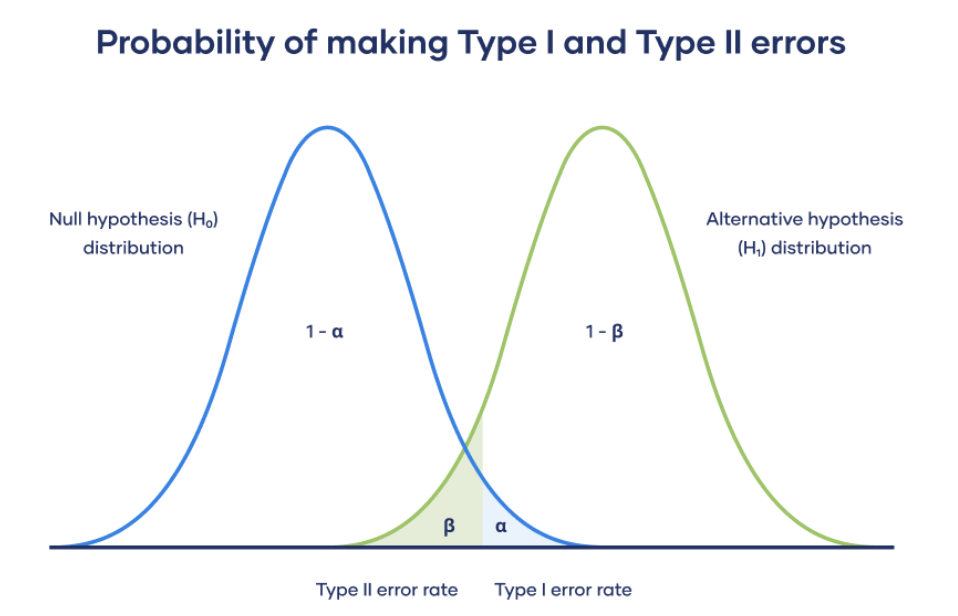 Probability of making Type I and Type II errors
Null hypothesis (H₀)
distribution
Alternative hypothesis
(H₁) distribution
1 - α
1 - β
β
α
Type II error rate
Type I error rate